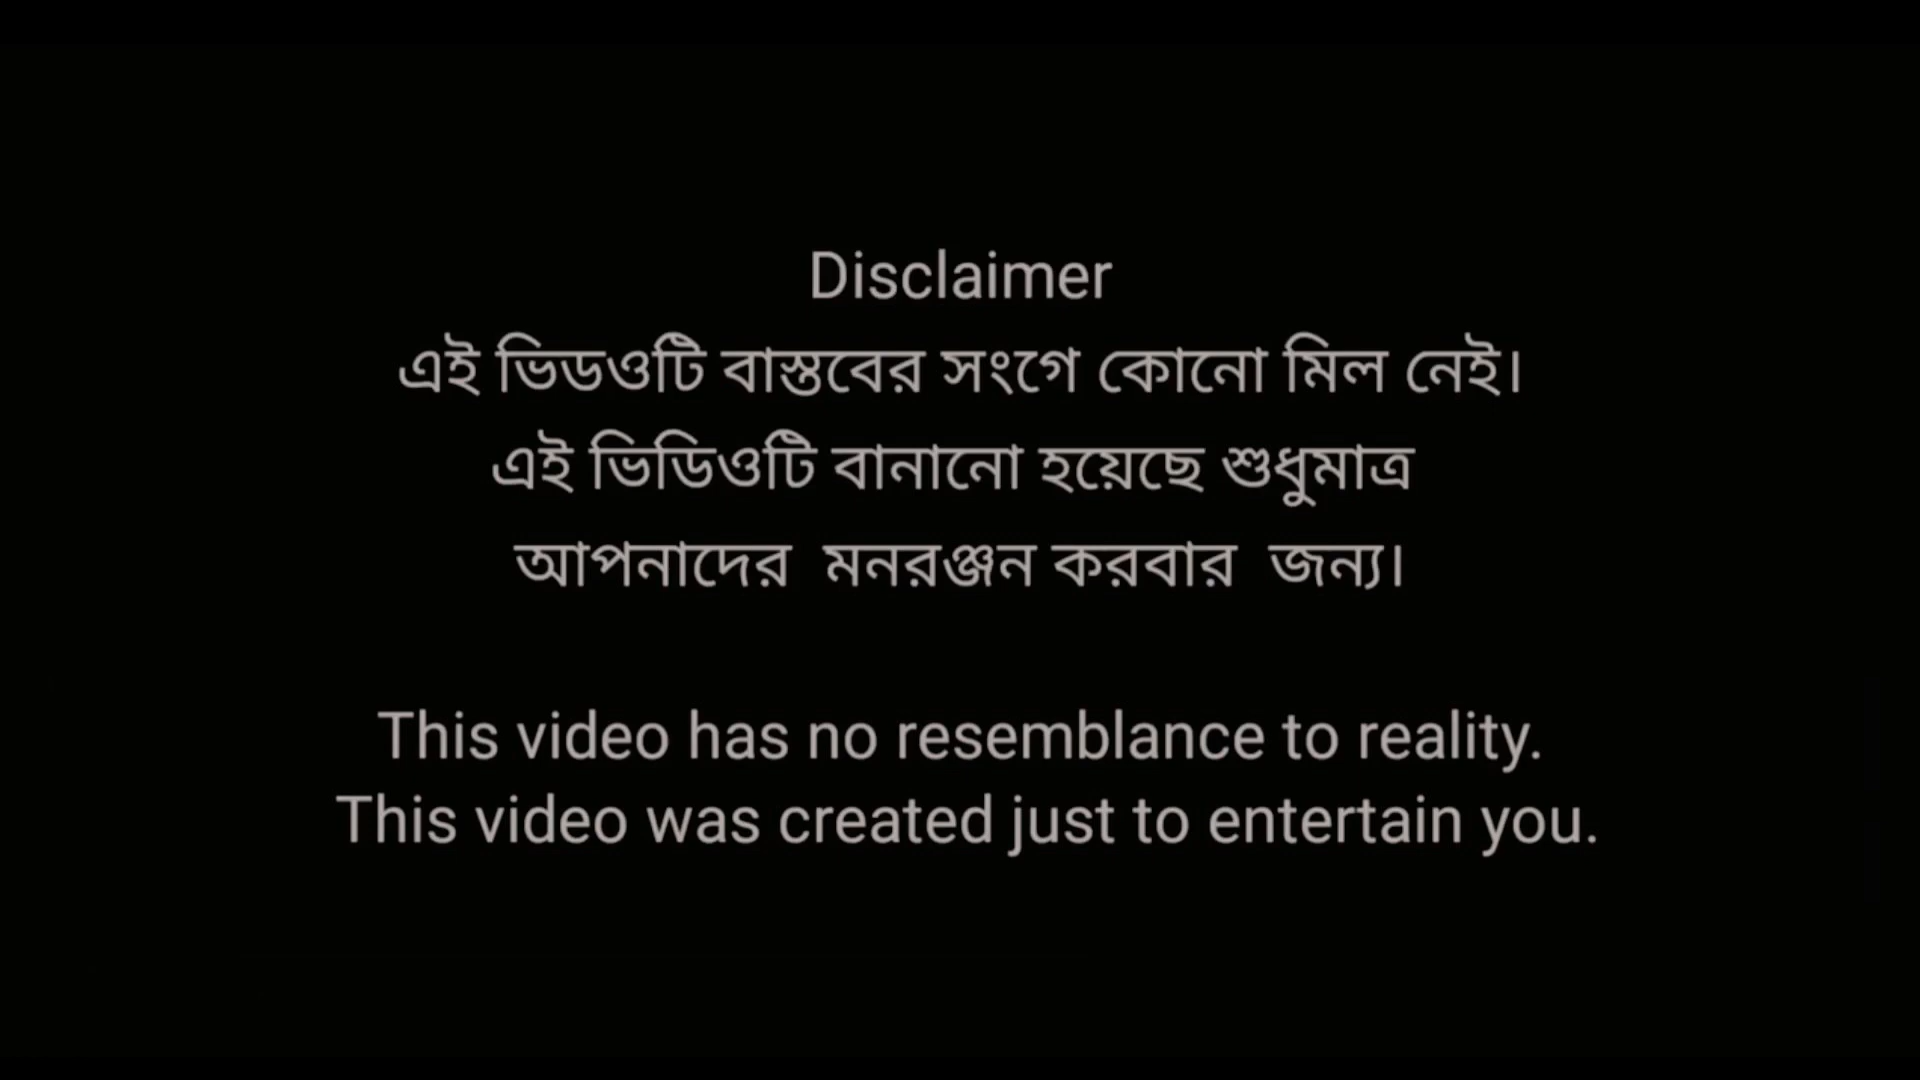 Disclaimer
এই ভিডওটি বাস্তবের সংগে কোনো মিল নেই।
এই ভিডিওটি বানানো হয়েছে শুধুমাত্র
আপনাদের মনরঞ্জন করবার জন্য।
This video has no resemblance to reality.
This video was created just to entertain you.